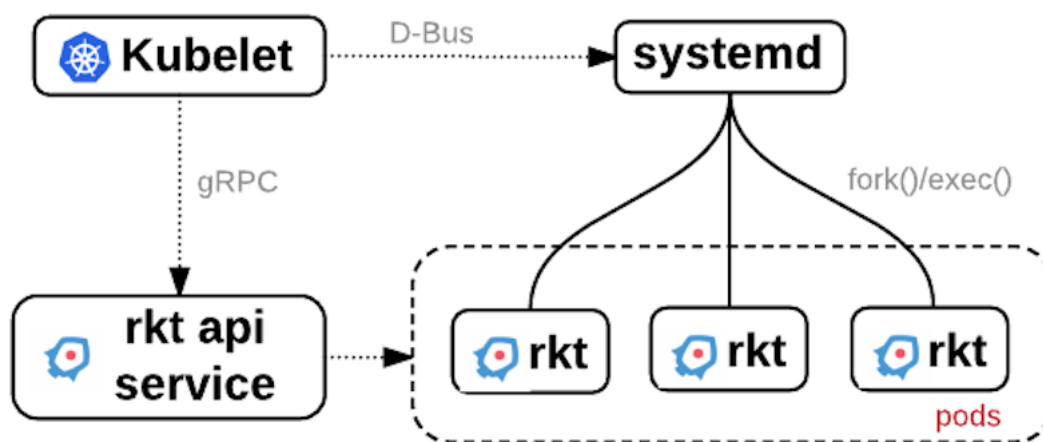 Kubelet
D-Bus
systemd
gRPC
fork()/exec()
rkt api
service
rkt
rkt
rkt
pods